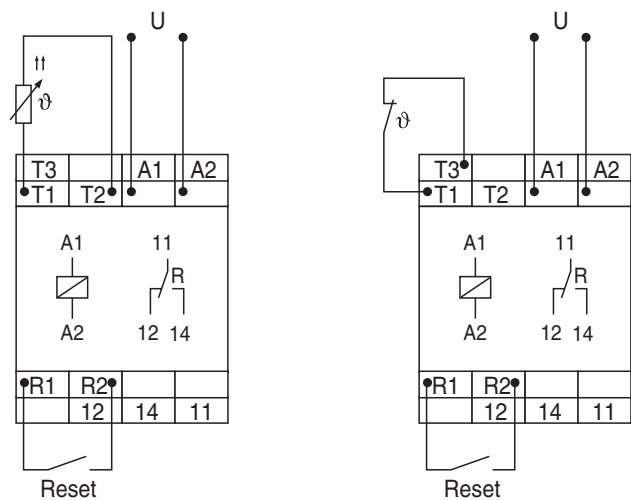 U
ϑ
T3 A1 A2
T1 T2
A1 11
R
A2 12 14
R1 R2
12 14 11
Reset
U
ϑ
T3 A1 A2
T1 T2
A1 11
R
A2 12 14
R1 R2
12 14 11
Reset